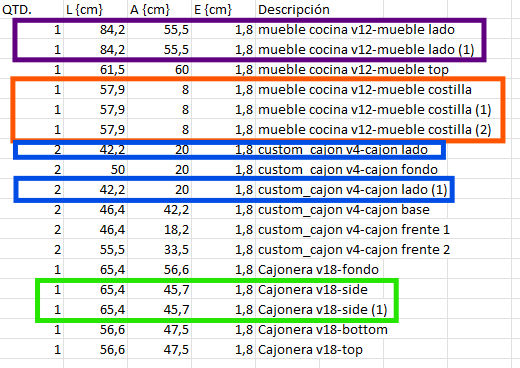 QTD. L {cm} A {cm} E {cm} Descripción
1 84,2 55,5 1,8 mueble cocina v12-mueble lado
1 84,2 55,5 1,8 mueble cocina v12-mueble lado (1)
1 61,5 60 1,8 mueble cocina v12-mueble top
1 57,9 8 1,8 mueble cocina v12-mueble costilla
1 57,9 8 1,8 mueble cocina v12-mueble costilla (1)
1 57,9 8 1,8 mueble cocina v12-mueble costilla (2)
2 42,2 20 1,8 custom_cajon v4-cajon lado
2 50 20 1,8 custom_cajon v4-cajon fondo
2 42,2 20 1,8 custom_cajon v4-cajon lado (1)
2 46,4 42,2 1,8 custom_cajon v4-cajon base
2 46,4 18,2 1,8 custom_cajon v4-cajon frente 1
2 55,5 33,5 1,8 custom_cajon v4-cajon frente 2
1 65,4 56,6 1,8 Cajonera v18-fondo
1 65,4 45,7 1,8 Cajonera v18-side
1 65,4 45,7 1,8 Cajonera v18-side (1)
1 56,6 47,5 1,8 Cajonera v18-bottom
1 56,6 47,5 1,8 Cajonera v18-top